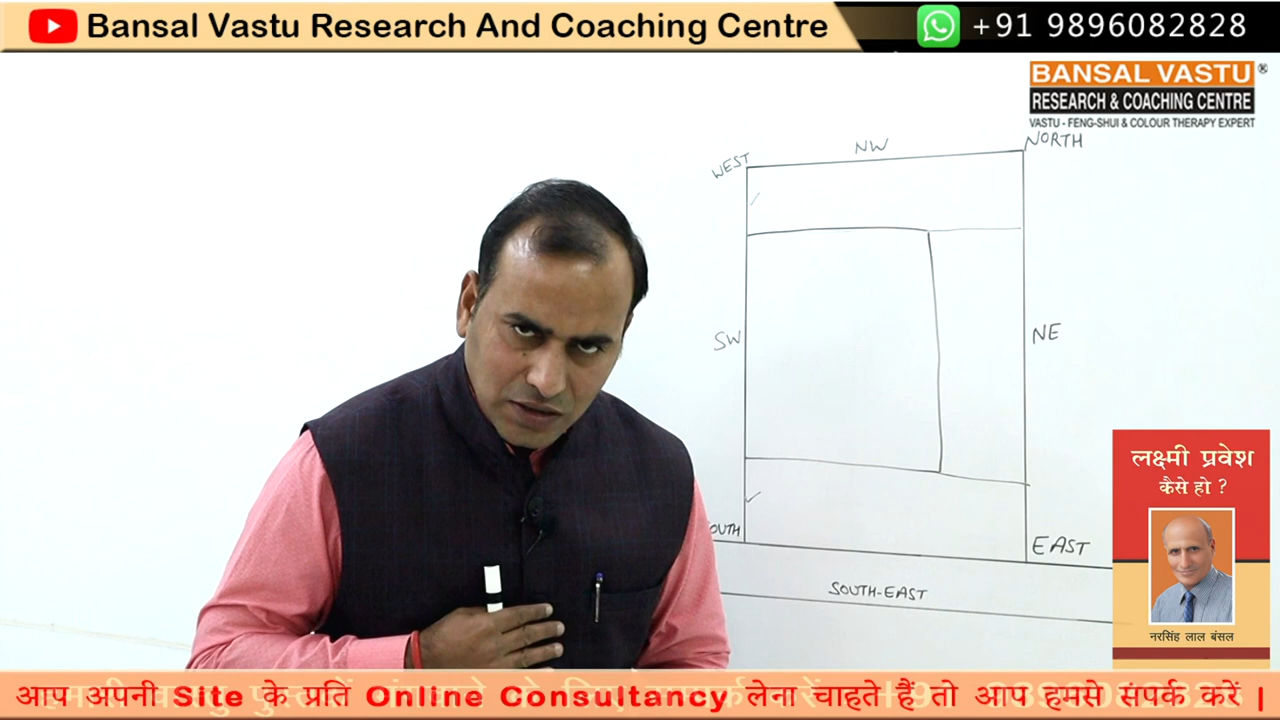 Bansal Vastu Research And Coaching Centre
+91 9896082828
BANSAL VASTU ®
RESEARCH & COACHING CENTRE
VASTU - FENG-SHUI & COLOUR THERAPY EXPERT
NORTH
NW
WEST
SW
NE
OUTH
EAST
SOUTH-EAST
लक्ष्मी प्रवेश
कैसे हो ?
नरसिंह लाल बंसल
आप अपनी Site के प्रति Online Consultancy लेना चाहते हैं तो आप हमसे संपर्क करें |